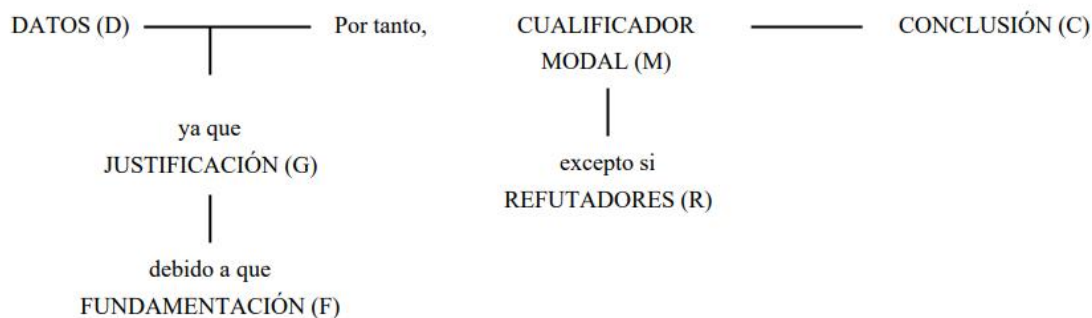 DATOS (D) Por tanto, CUALIFICADOR CONCLUSIÓN (C)
MODAL (M)
ya que
JUSTIFICACIÓN (G)
excepto si
REFUTADORES (R)
debido a que
FUNDAMENTACIÓN (F)